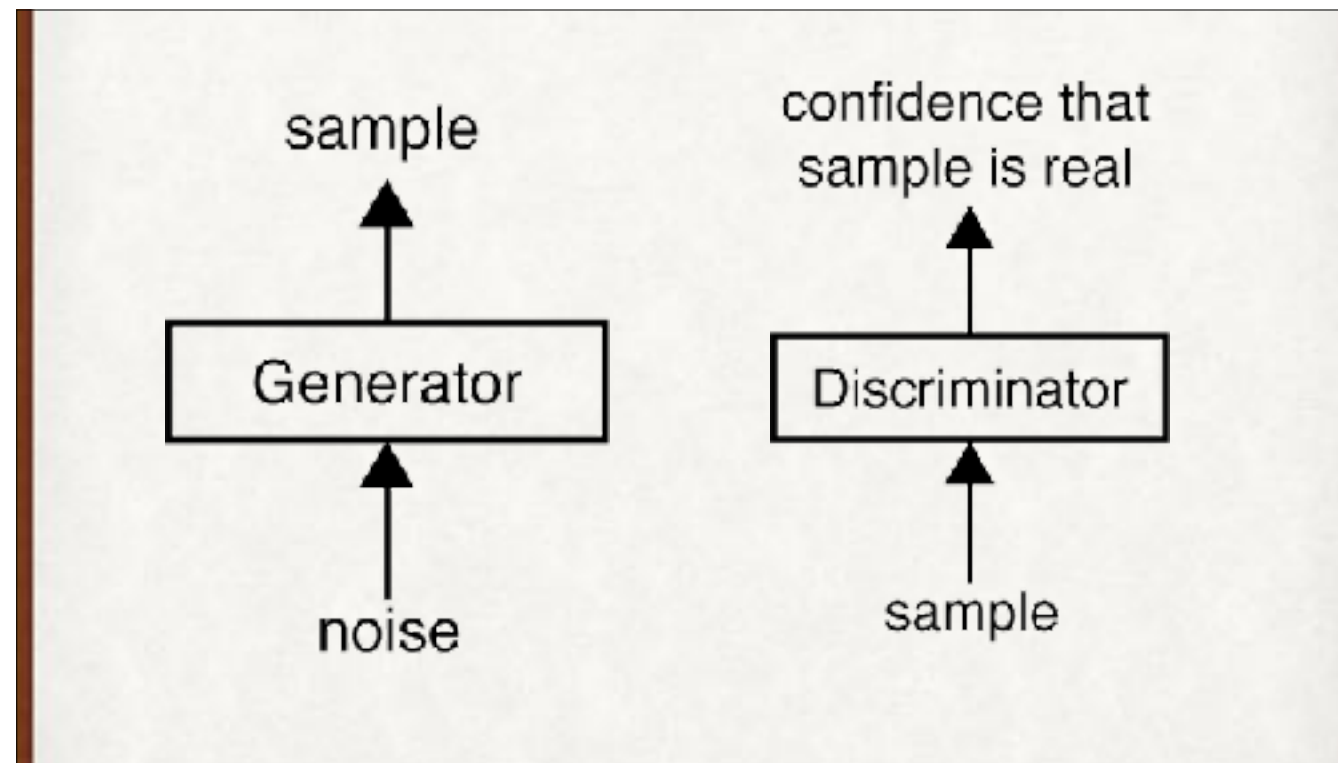 sample
Generator
noise
confidence that
sample is real
Discriminator
sample